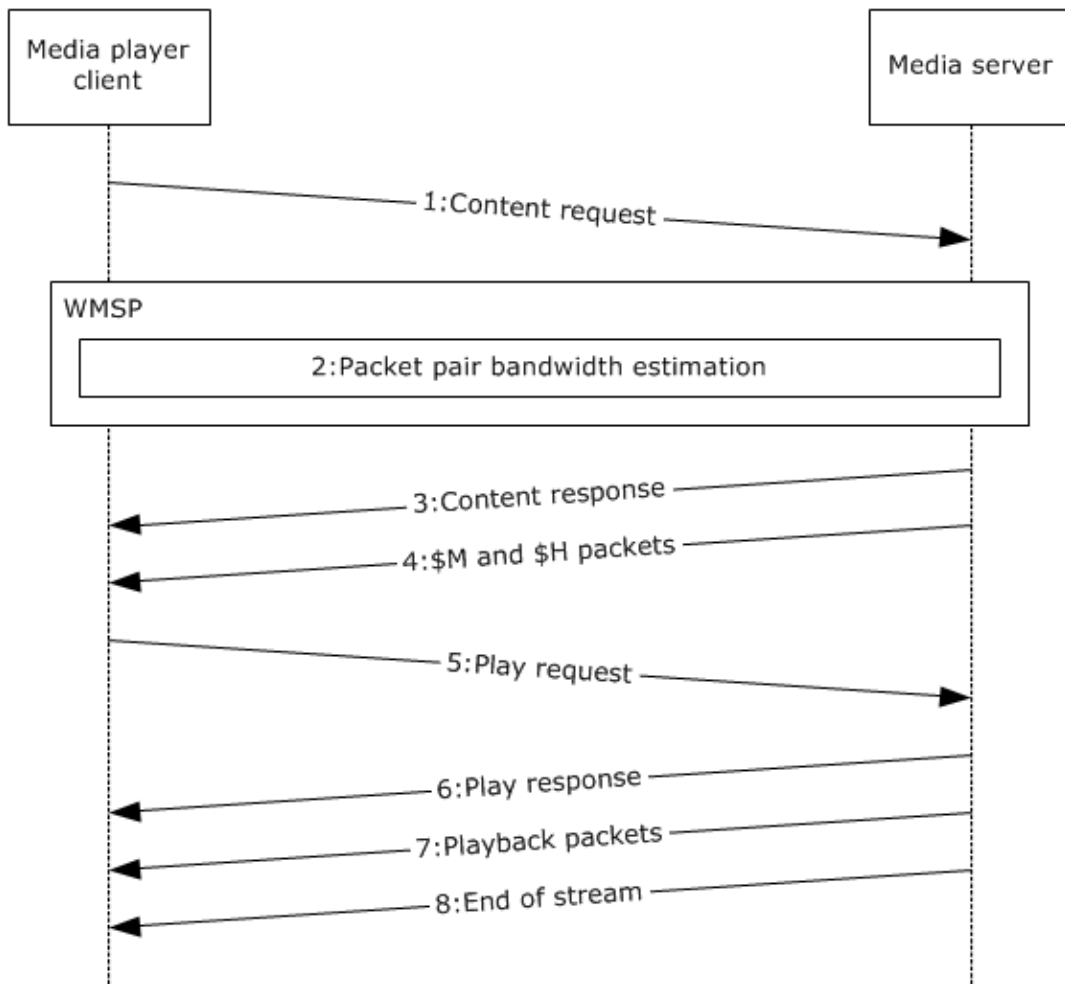 Media player
client
Media server
1:Content request
WMSP
2:Packet pair bandwidth estimation
3:Content response
4:$M and $H packets
5:Play request
6:Play response
7:Playback packets
8:End of stream